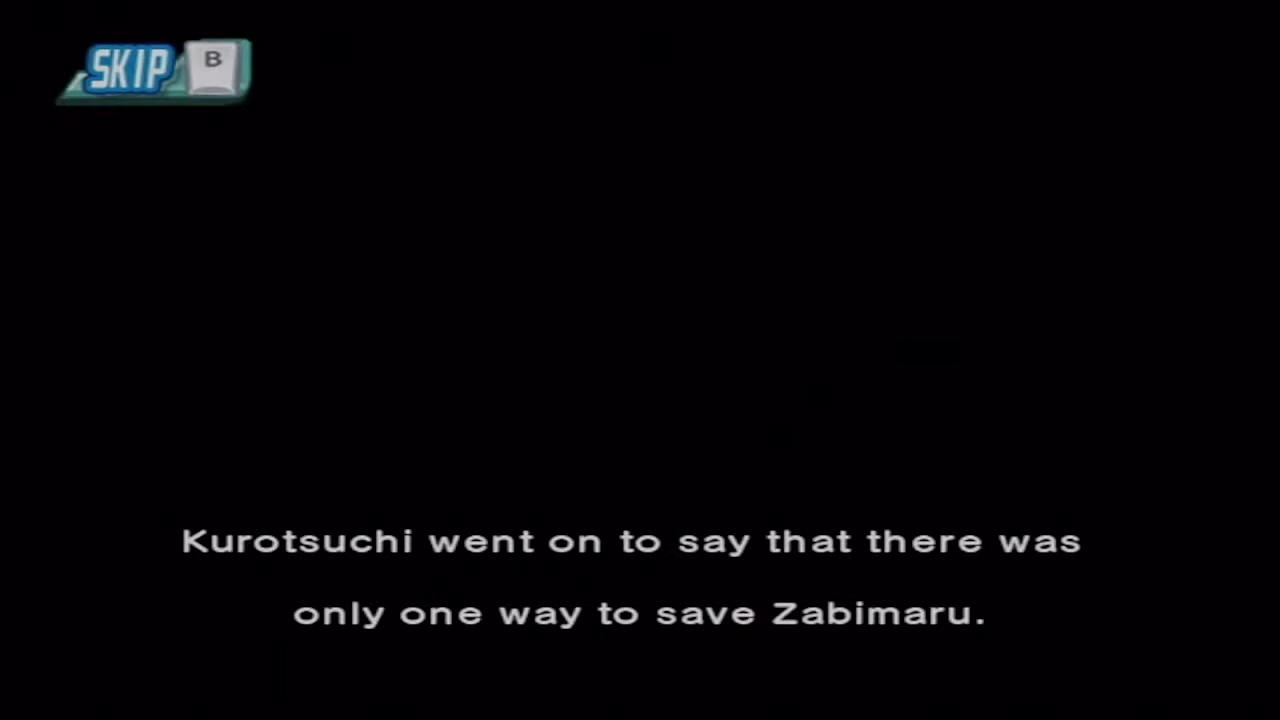 SKIP B
Kurotsuchi went on to say that there was
only one way to save Zabimaru.